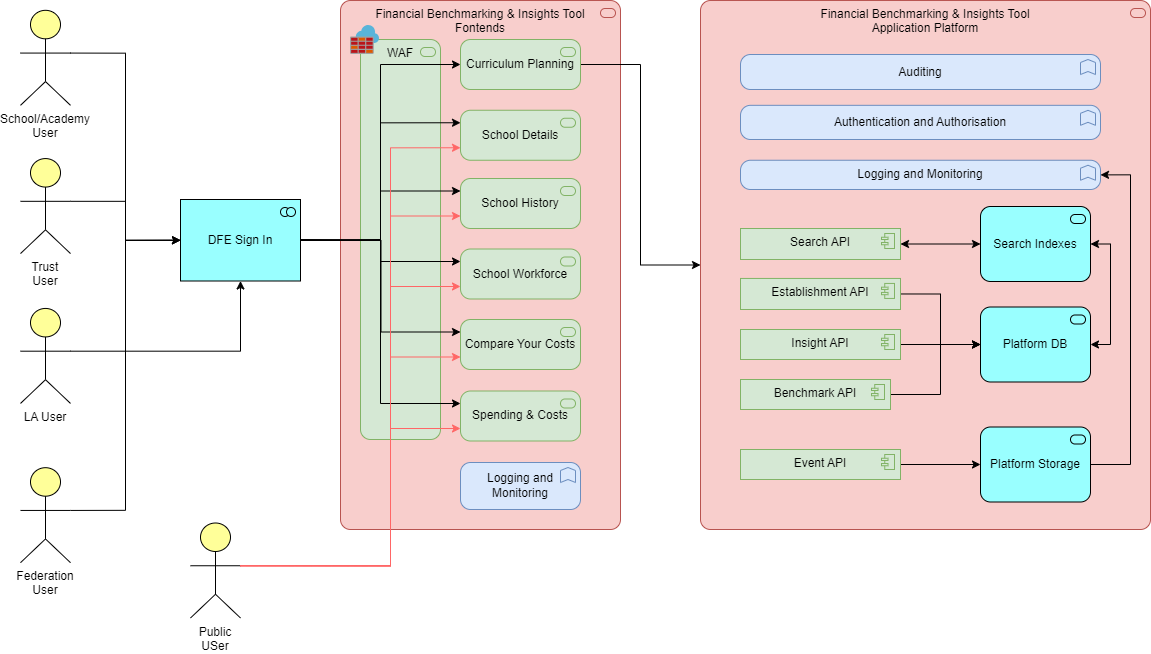 School/Academy
User
Trust
User
LA User
Federation
User
Public
USer
DFE Sign In
Financial Benchmarking & Insights Tool
Fontends
WAF
Curriculum Planning
School Details
School History
School Workforce
Compare Your Costs
Spending & Costs
Logging and
Monitoring
Financial Benchmarking & Insights Tool
Application Platform
Auditing
Authentication and Authorisation
Logging and Monitoring
Search API
Search Indexes
Establishment API
Insight API
Platform DB
Benchmark API
Event API
Platform Storage